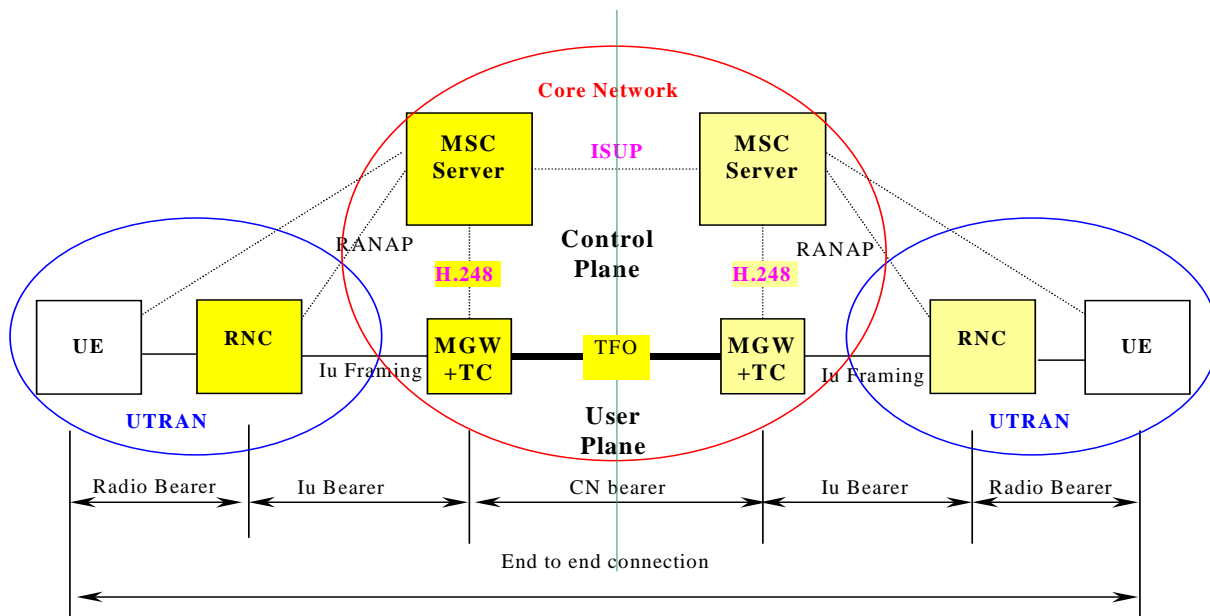 Core Network
MSC
Server
ISUP
MSC
Server
RANAP
Control
Plane
RANAP
H.248
H.248
UE
RNC
MGW
+TC
TFO
MGW
+TC
RNC
UE
Iu Framing
Iu Framing
UTRAN
User
Plane
UTRAN
Radio Bearer
Iu Bearer
CN bearer
Iu Bearer
Radio Bearer
End to end connection